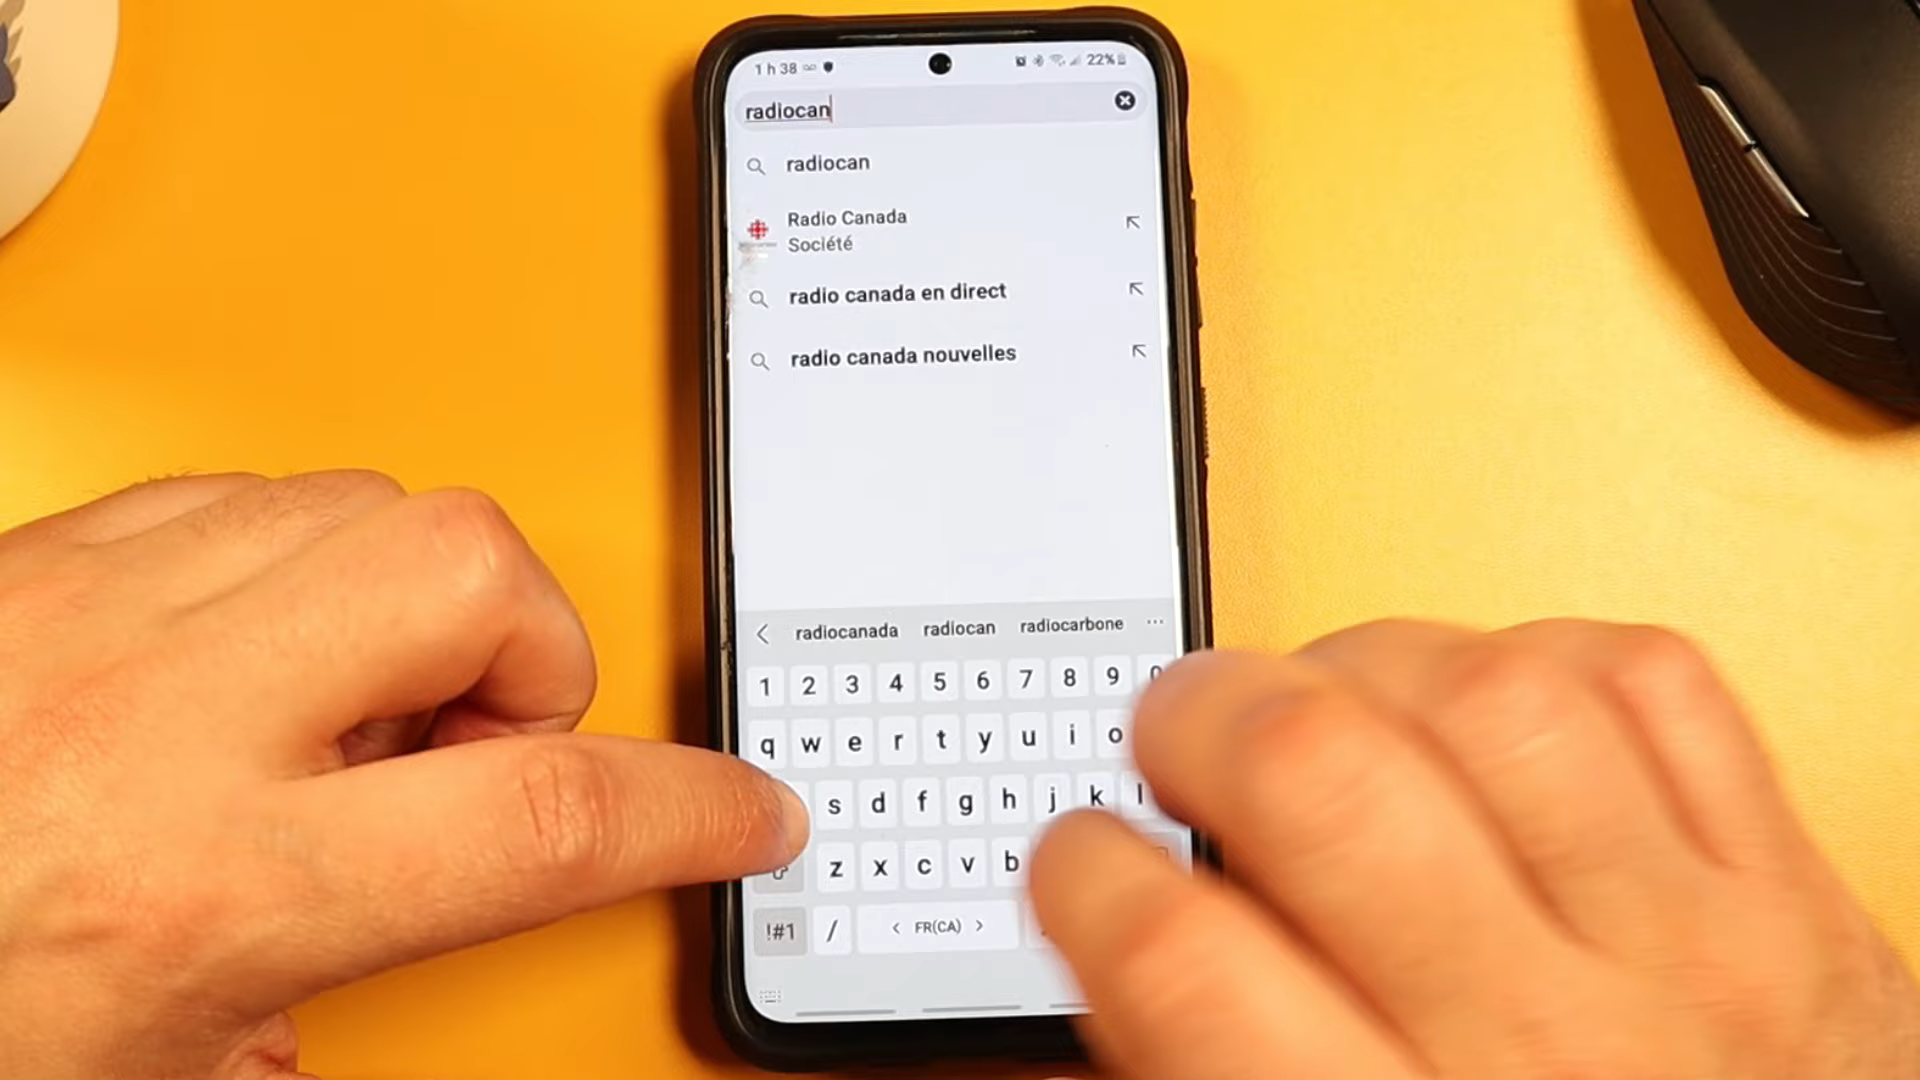 1 h 38
22%
radiocan
radiocan
Radio Canada
Société
radio canada en direct
radio canada nouvelles
radiocanada radiocan radiocarbone ...
1 2 3 4 5 6 7 8 9 0
q w e r t y u i o
s d f g h j k l
z x c v b
!#1 / < FR(CA) >